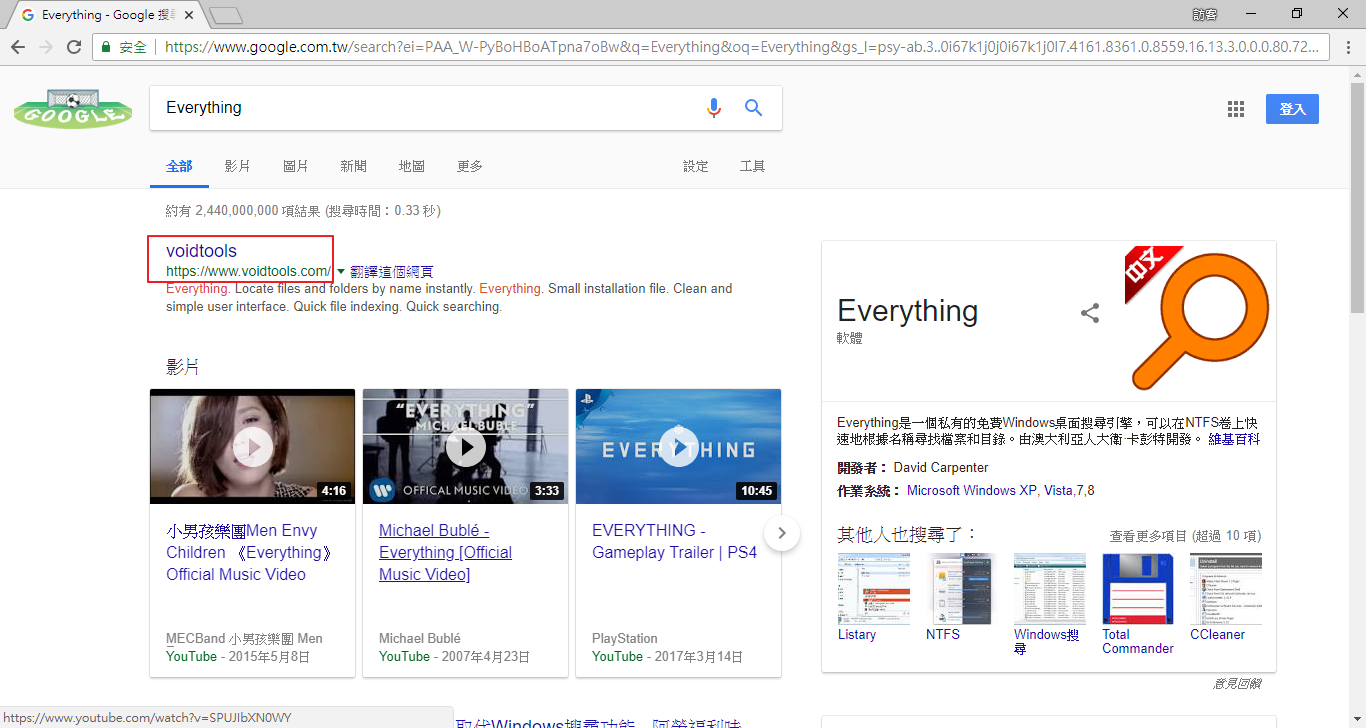 Everything - Google 搜尋
訪客
安全
https://www.google.com.tw/search?ei=PAA_W-PyBoHBoATpna7oBw&q=Everything&oq=Everything&gs_l=psy-ab.3..0i67k1j0j0i67k1j0l7.4161.8361.0.8559.16.13.3.0.0.0.80.72...
GOOGLE
Everything
登入
全部 影片 圖片 新聞 地圖 更多 設定 工具
約有 2,440,000,000 項結果 (搜尋時間：0.33 秒)
voidtools
https://www.voidtools.com/ 翻譯這個網頁
Everything. Locate files and folders by name instantly. Everything. Small installation file. Clean and
simple user interface. Quick file indexing. Quick searching.
影片
4:16
小男孩樂團Men Envy
Children 《Everything》
Official Music Video
MECBand 小男孩樂團 Men
YouTube - 2015年5月8日
"EVERYTHING"
MICHAEL BUBLE
OFFICAL MUSIC VIDEO
3:33
Michael Bublé -
Everything [Official
Music Video]
Michael Bublé
YouTube - 2007年4月23日
EVERYTHING
10:45
EVERYTHING -
Gameplay Trailer | PS4
PlayStation
YouTube - 2017年3月14日
Everything
軟體
中文
Everything是一個私有的免費Windows桌面搜尋引擎，可以在NTFS卷上快
速地根據名稱尋找檔案和目錄。由澳大利亞人大衛·卡彭特開發。 維基百科
開發者： David Carpenter
作業系統： Microsoft Windows XP, Vista,7,8
其他人也搜尋了：
查看更多項目 (超過 10 項)
Listary
NTFS
Windows搜
尋
Total
Commander
CCleaner
意見回饋
https://www.youtube.com/watch?v=SPUJIbXN0WY
取代Windows搜尋功能 阿榮福利味